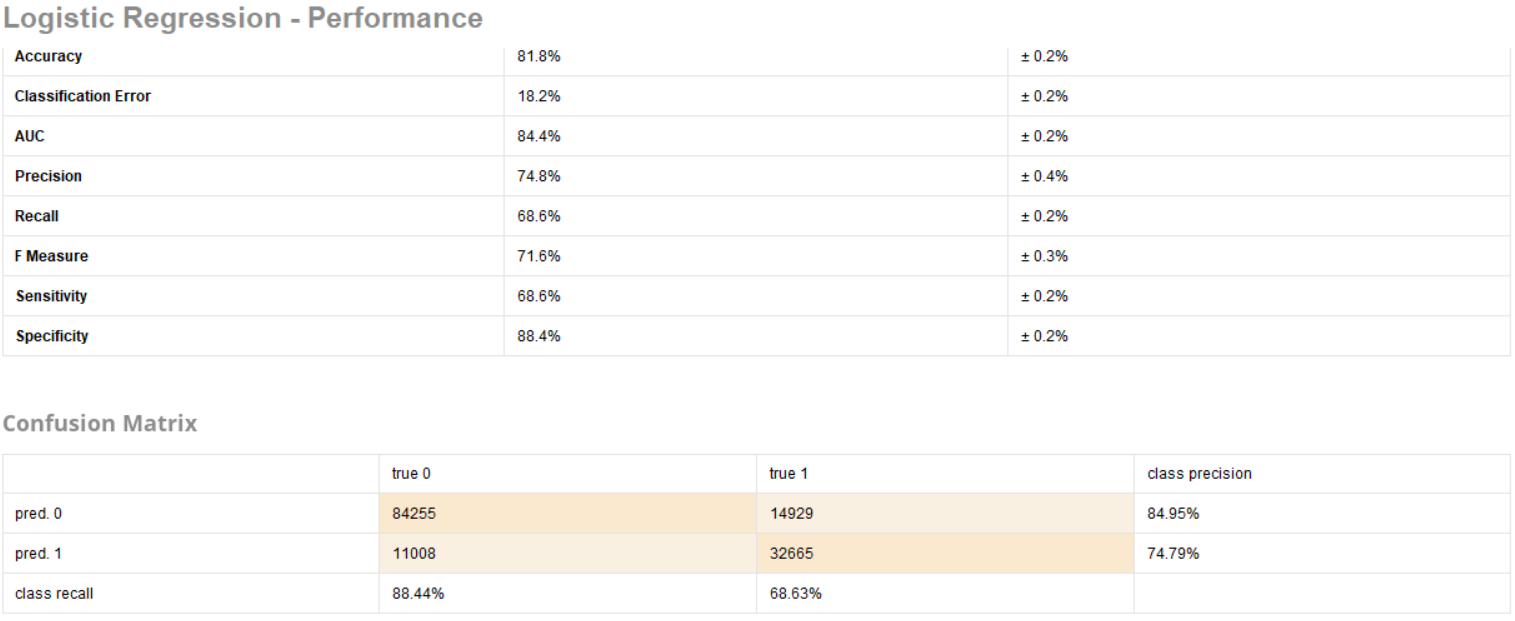 Logistic Regression - Performance
Accuracy 81.8% ± 0.2%
Classification Error 18.2% ± 0.2%
AUC 84.4% ± 0.2%
Precision 74.8% ± 0.4%
Recall 68.6% ± 0.2%
F Measure 71.6% ± 0.3%
Sensitivity 68.6% ± 0.2%
Specificity 88.4% ± 0.2%
Confusion Matrix
true 0 true 1 class precision
pred. 0 84255 14929 84.95%
pred. 1 11008 32665 74.79%
class recall 88.44% 68.63%